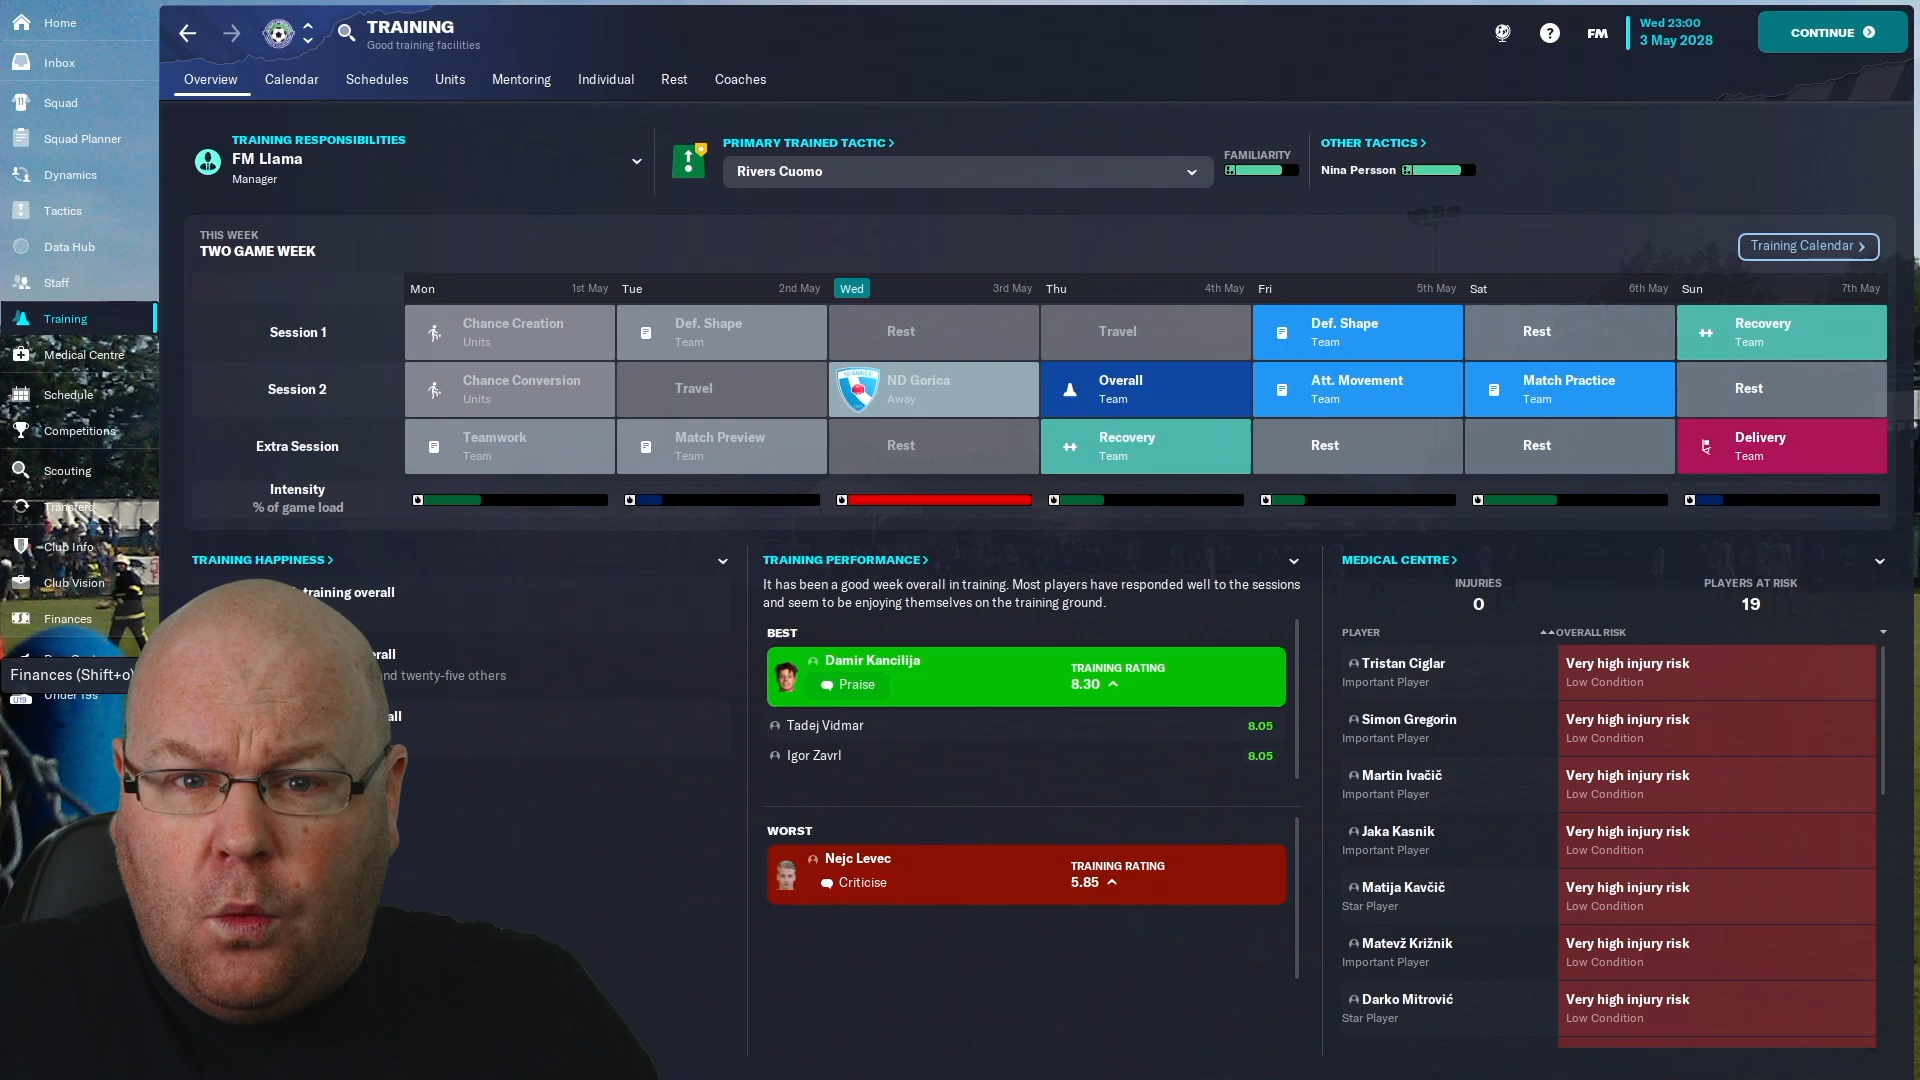 Home
Inbox
Squad
Squad Planner
Dynamics
Tactics
Data Hub
Staff
Training
Medical Centre
Schedule
Competitions
Scouting
Transfers
Club Info
Club Vision
Finances
Finances (Shift+o)
Under 19s
U19
TRAINING
Good training facilities
FM
Wed 23:00
3 May 2028
CONTINUE
Overview
Calendar
Schedules
Units
Mentoring
Individual
Rest
Coaches
TRAINING RESPONSIBILITIES
FM Llama
Manager
PRIMARY TRAINED TACTIC >
Rivers Cuomo
FAMILIARITY
OTHER TACTICS >
Nina Persson
THIS WEEK
TWO GAME WEEK
Training Calendar >
Mon 1st May Tue 2nd May Wed 3rd May Thu 4th May Fri 5th May Sat 6th May Sun 7th May
Session 1
Chance Creation
Units
Def. Shape
Team
Rest
Travel
Def. Shape
Team
Rest
Recovery
Team
Session 2
Chance Conversion
Units
Travel
ND Gorica
Away
Overall
Team
Att. Movement
Team
Match Practice
Team
Rest
Extra Session
Teamwork
Team
Match Preview
Team
Rest
Recovery
Team
Rest
Rest
Delivery
Team
Intensity
% of game load
TRAINING HAPPINESS >
training overall
and twenty-five others
TRAINING PERFORMANCE >
It has been a good week overall in training. Most players have responded well to the sessions
and seem to be enjoying themselves on the training ground.
BEST
Damir Kancilija
Praise
TRAINING RATING
8.30
Tadej Vidmar 8.05
Igor Zavrl 8.05
WORST
Nejc Levec
Criticise
TRAINING RATING
5.85
MEDICAL CENTRE >
INJURIES
0
PLAYERS AT RISK
19
PLAYER OVERALL RISK
Tristan Ciglar
Important Player
Very high injury risk
Low Condition
Simon Gregorin
Important Player
Very high injury risk
Low Condition
Martin Ivačič
Important Player
Very high injury risk
Low Condition
Jaka Kasnik
Important Player
Very high injury risk
Low Condition
Matija Kavčič
Star Player
Very high injury risk
Low Condition
Matevž Križnik
Important Player
Very high injury risk
Low Condition
Darko Mitrović
Star Player
Very high injury risk
Low Condition